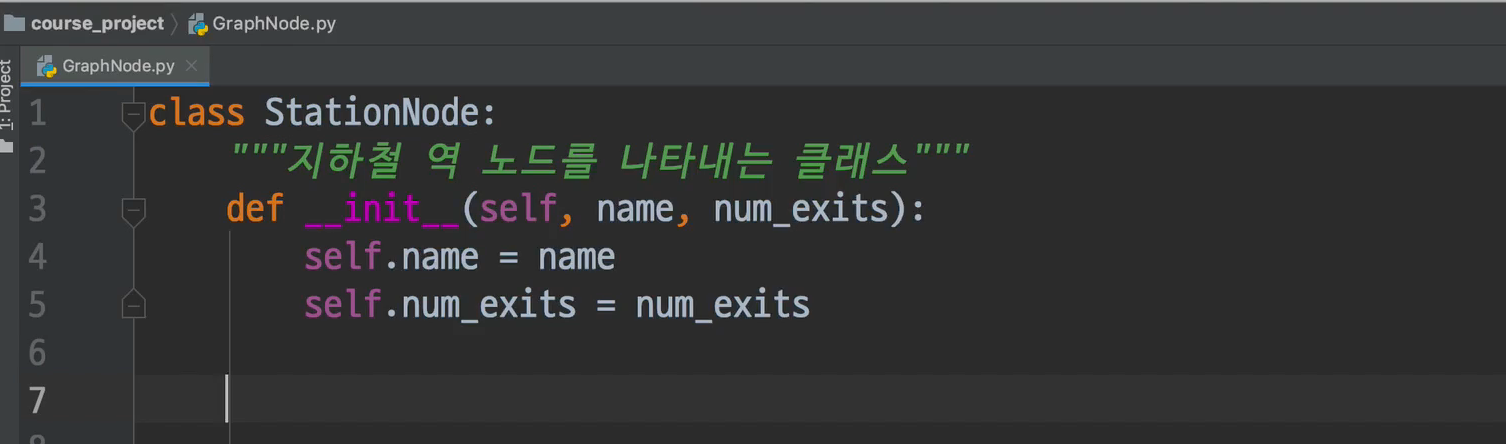 course_project 〉 GraphNode.py
1: Project
GraphNode.py ×
1 class StationNode:
2 """지하철 역 노드를 나타내는 클래스"""
3 def __init__(self, name, num_exits):
4 self.name = name
5 self.num_exits = num_exits
6
7